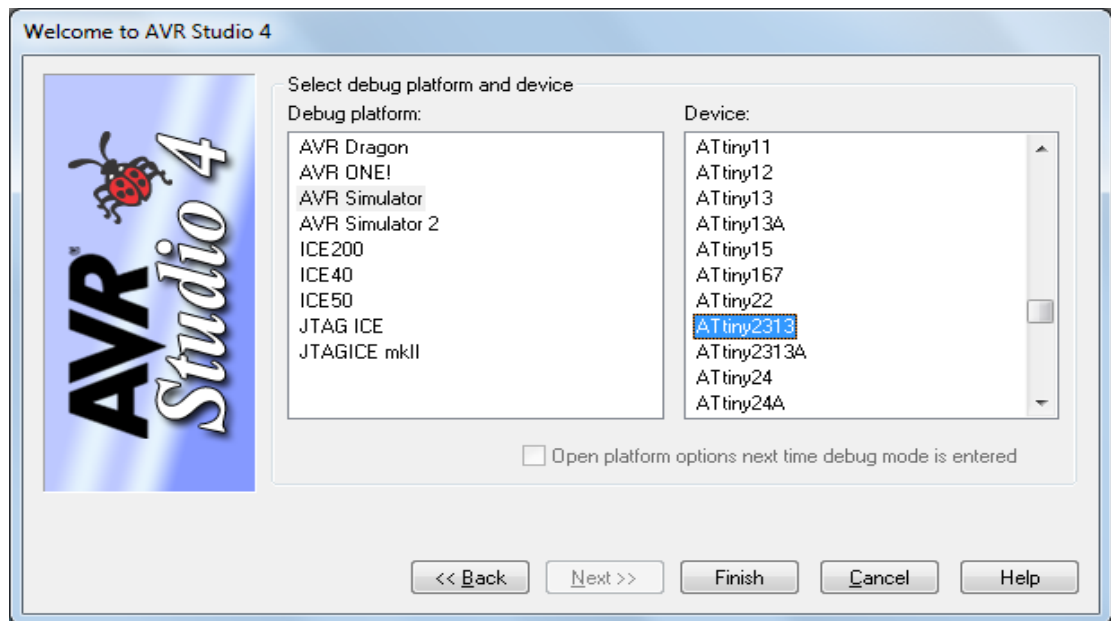 Welcome to AVR Studio 4
AVR
Studio 4
Select debug platform and device
Debug platform:
AVR Dragon
AVR ONE!
AVR Simulator
AVR Simulator 2
ICE200
ICE40
ICE50
JTAG ICE
JTAGICE mkII
Device:
ATtiny11
ATtiny12
ATtiny13
ATtiny13A
ATtiny15
ATtiny167
ATtiny22
ATtiny2313
ATtiny2313A
ATtiny24
ATtiny24A
Open platform options next time debug mode is entered
<< Back
Next >>
Finish
Cancel
Help